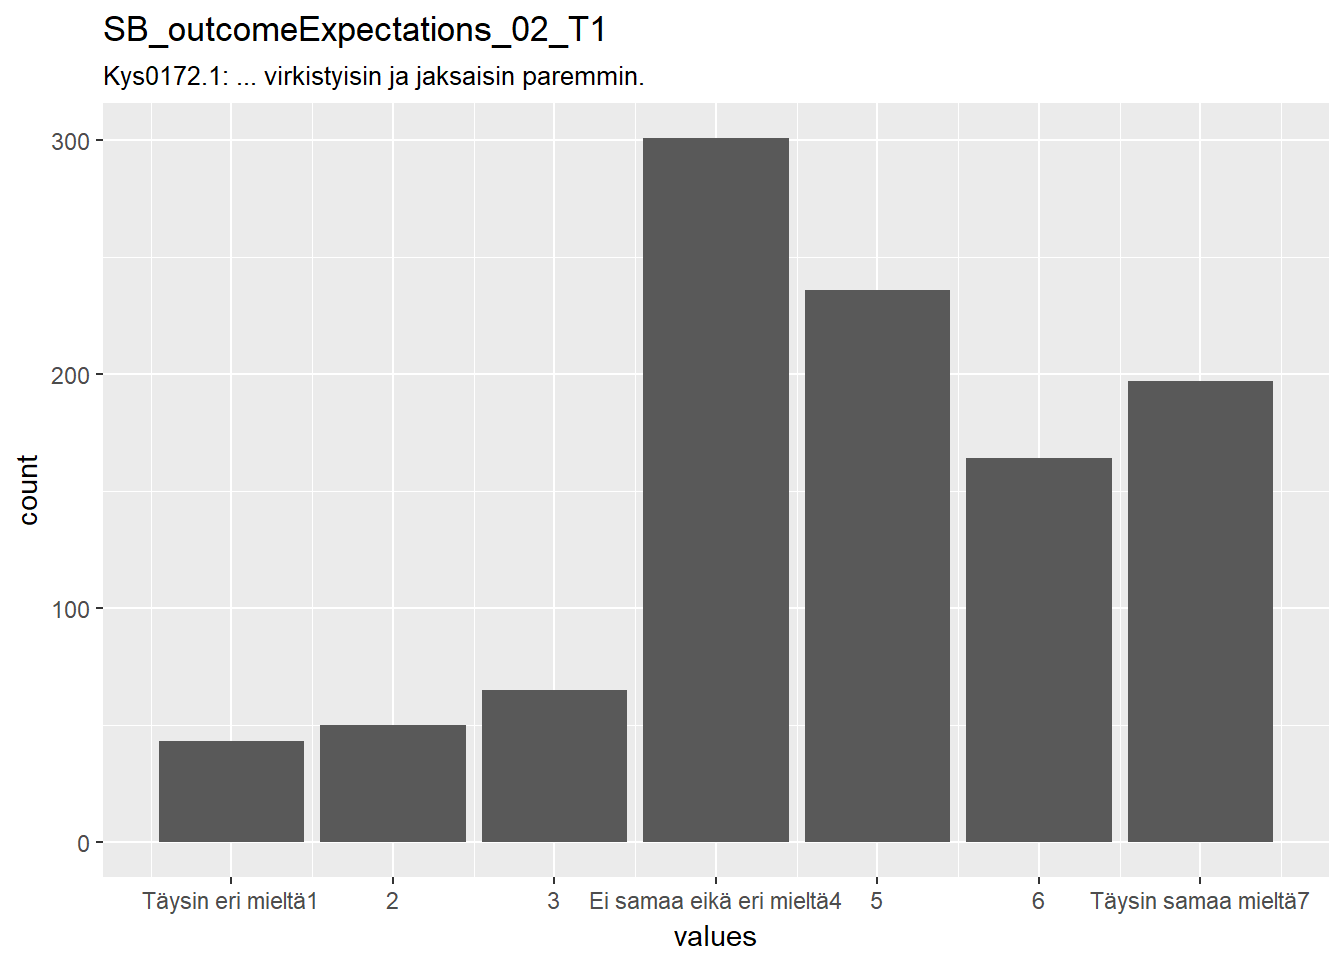 SB_outcomeExpectations_02_T1
Kys0172.1: ... virkistyisin ja jaksaisin paremmin.
300
200
100
0
count
Täysin eri mieltä1 2 3 Ei samaa eikä eri mieltä4 5 6 Täysin samaa mieltä7
values